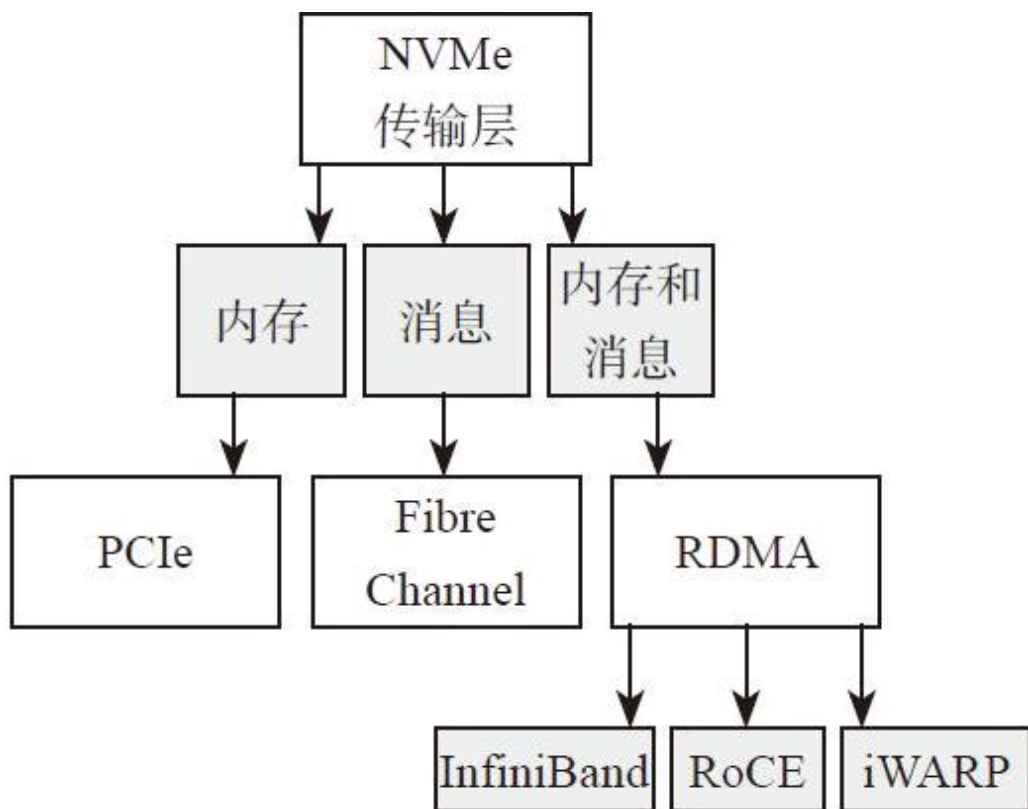 NVMe
传输层
内存
消息
内存和
消息
PCIe
Fibre
Channel
RDMA
InfiniBand
RoCE
iWARP